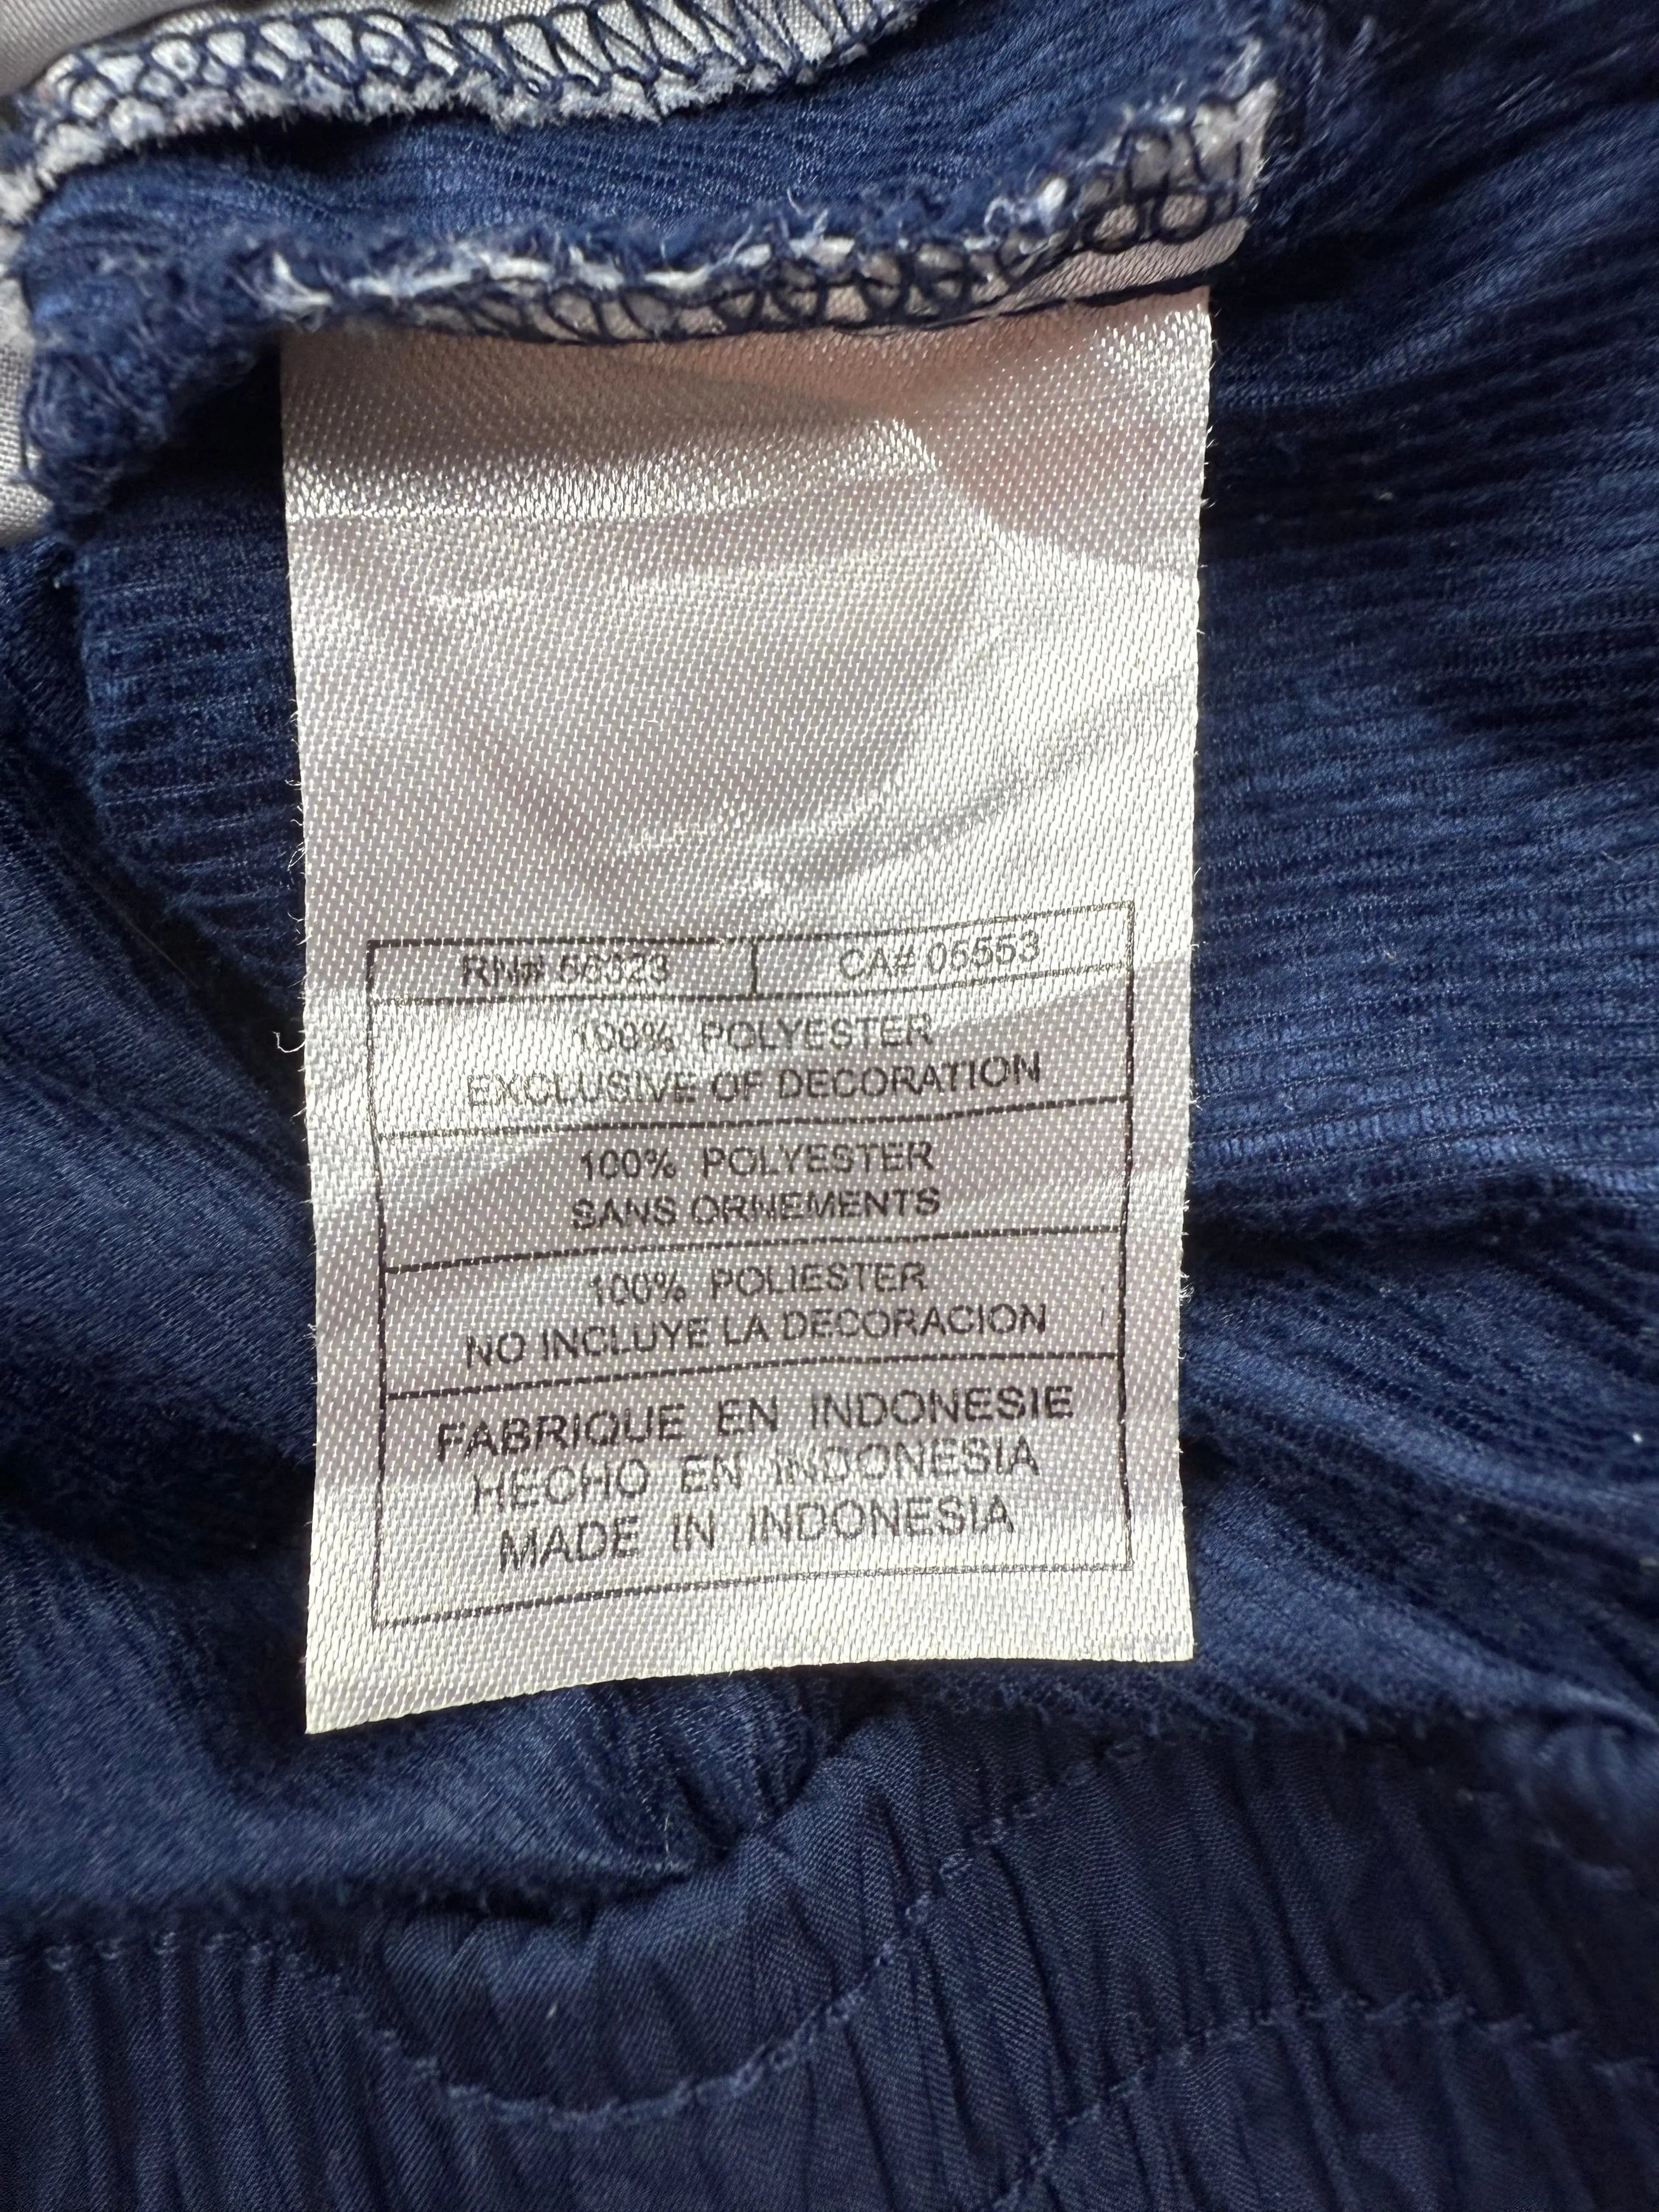 RN# 56323 CA# 05553
100% POLYESTER
EXCLUSIVE OF DECORATION
100% POLYESTER
SANS ORNEMENTS
100% POLIESTER
NO INCLUYE LA DECORACION
FABRIQUE EN INDONESIE
HECHO EN INDONESIA
MADE IN INDONESIA